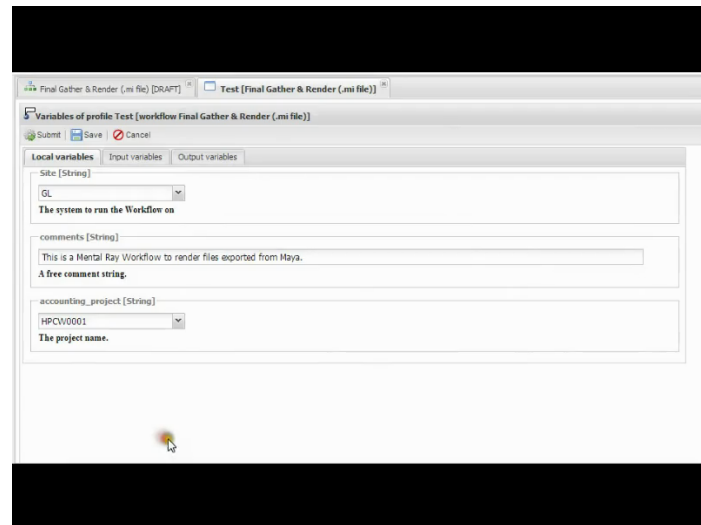 Final Gather & Render (.mi file) [DRAFT] Test [Final Gather & Render (.mi file)]
Variables of profile Test [workflow Final Gather & Render (.mi file)]
Submit Save Cancel
Local variables Input variables Output variables
Site [String]
GL
The system to run the Workflow on
comments [String]
This is a Mental Ray Workflow to render files exported from Maya.
A free comment string.
accounting_project [String]
HPCW0001
The project name.